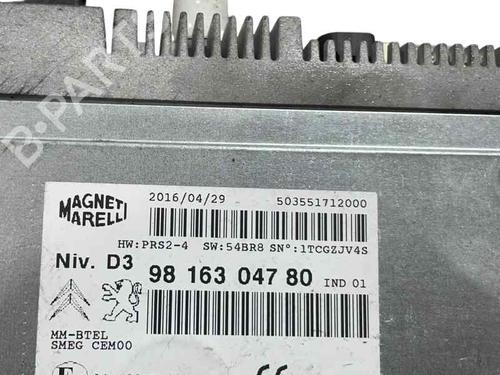 B-PARTS
MAGNETI MARELLI
2016/04/29 503551712000
HW:PRS2-4 SW:54BR8 SN°:1TCGZJV4S
Niv. D3 98 163 047 80 IND 01
MM-BTEL
SMEG CEM00